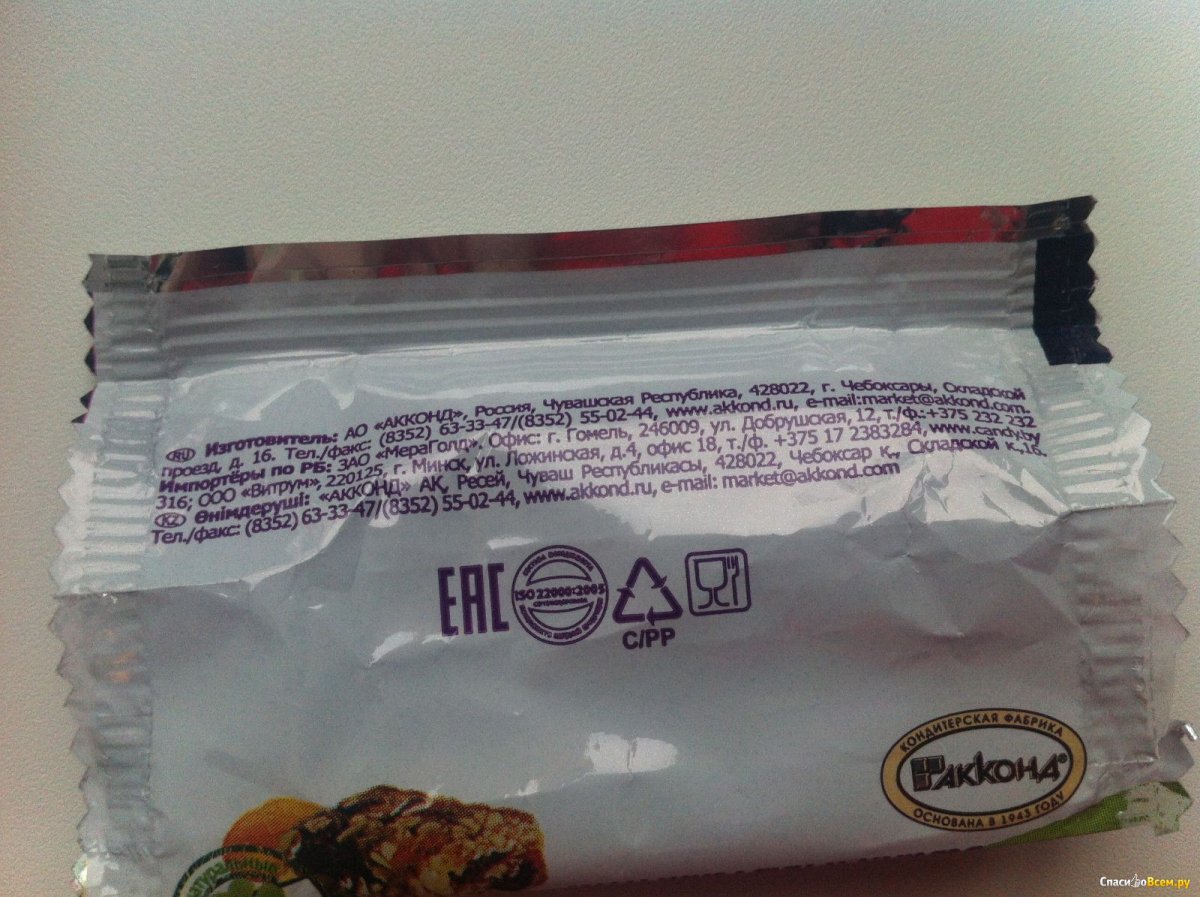 RU Изготовитель: АО «АККОНД», Россия, Чувашская Республика, 428022, г. Чебоксары, Складской
проезд, д. 16. Тел./факс: (8352) 63-33-47/(8352) 55-02-44, www.akkond.ru, e-mail:market@akkond.com.
Импортёры по РБ: ЗАО «МераГолд», Офис: г. Гомель, 246009, ул. Добрушская, 12, т./ф.:+375 232 232
316; ООО «Витрум», 220125, г. Минск, ул. Ложинская, д.4, офис 18, т./ф. +375 17 2383284, www.candy.by
KZ Өнімдеруші: «АККОНД» АҚ, Ресей, Чуваш Республикасы, 428022, Чебоксар қ., Складской к.,16.
Тел./факс: (8352) 63-33-47/(8352) 55-02-44, www.akkond.ru, e-mail: market@akkond.com
EAC
ISO 22000:2005
C/PP
КОНДИТЕРСКАЯ ФАБРИКА
АККОНД®
ОСНОВАНА В 1943 ГОДУ
натуральные
СпасибоВсем.ру